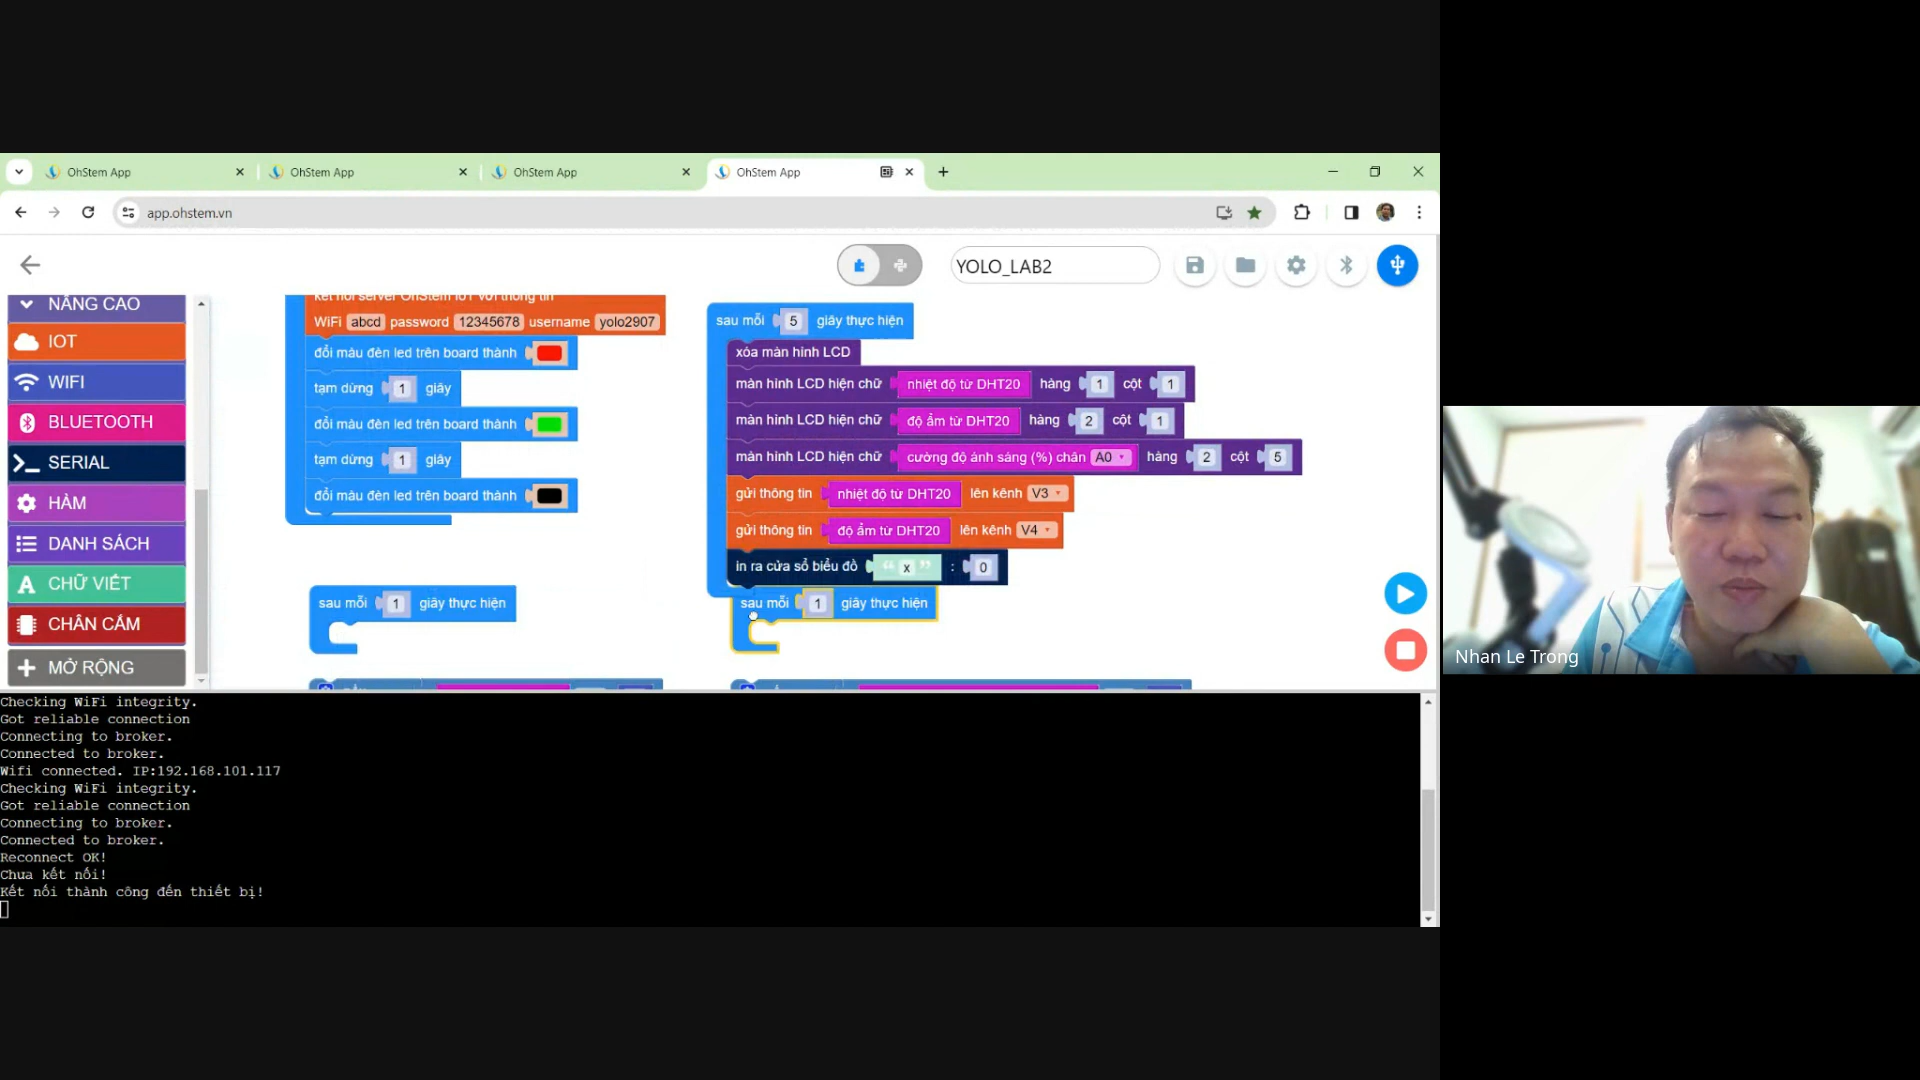 OhStem App
OhStem App
OhStem App
OhStem App
app.ohstem.vn
YOLO_LAB2
NÂNG CAO
IOT
WIFI
BLUETOOTH
SERIAL
HÀM
DANH SÁCH
CHỮ VIẾT
CHÂN CẮM
MỞ RỘNG
kết nối server OhStem IoT với thông tin
WiFi abcd password 12345678 username yolo2907
đổi màu đèn led trên board thành
tạm dừng 1 giây
đổi màu đèn led trên board thành
tạm dừng 1 giây
đổi màu đèn led trên board thành
sau mỗi 1 giây thực hiện
sau mỗi 5 giây thực hiện
xóa màn hình LCD
màn hình LCD hiện chữ nhiệt độ từ DHT20 hàng 1 cột 1
màn hình LCD hiện chữ độ ẩm từ DHT20 hàng 2 cột 1
màn hình LCD hiện chữ cường độ ánh sáng (%) chân A0 hàng 2 cột 5
gửi thông tin nhiệt độ từ DHT20 lên kênh V3
gửi thông tin độ ẩm từ DHT20 lên kênh V4
in ra cửa sổ biểu đồ “ x ” : 0
sau mỗi 1 giây thực hiện
Checking WiFi integrity.
Got reliable connection
Connecting to broker.
Connected to broker.
Wifi connected. IP:192.168.101.117
Checking WiFi integrity.
Got reliable connection
Connecting to broker.
Connected to broker.
Reconnect OK!
Chưa kết nối!
Kết nối thành công đến thiết bị!
Nhan Le Trong